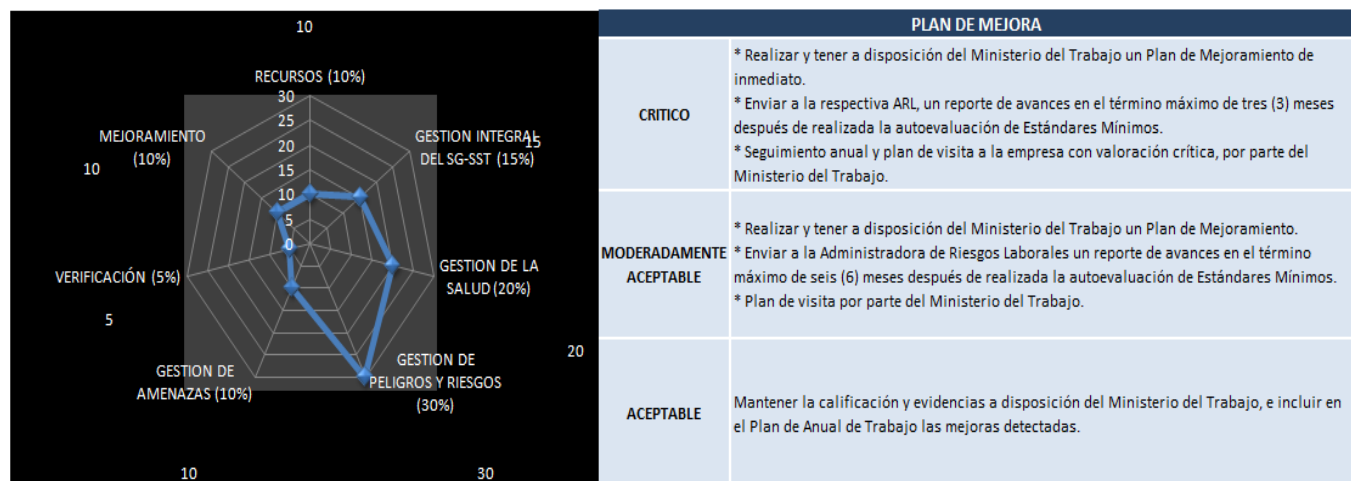 10
RECURSOS (10%)
30
25
20
15
10
5
0
MEJORAMIENTO
(10%)
10
GESTION INTEGRAL
DEL SG-SST (15%)
15
VERIFICACIÓN (5%)
5
GESTION DE LA
SALUD (20%)
20
GESTION DE
AMENAZAS (10%)
10
GESTION DE
PELIGROS Y RIESGOS
(30%)
30
PLAN DE MEJORA
CRITICO
* Realizar y tener a disposición del Ministerio del Trabajo un Plan de Mejoramiento de
inmediato.
* Enviar a la respectiva ARL, un reporte de avances en el término máximo de tres (3) meses
después de realizada la autoevaluación de Estándares Mínimos.
* Seguimiento anual y plan de visita a la empresa con valoración crítica, por parte del
Ministerio del Trabajo.
MODERADAMENTE
ACEPTABLE
* Realizar y tener a disposición del Ministerio del Trabajo un Plan de Mejoramiento.
* Enviar a la Administradora de Riesgos Laborales un reporte de avances en el término
máximo de seis (6) meses después de realizada la autoevaluación de Estándares Mínimos.
* Plan de visita por parte del Ministerio del Trabajo.
ACEPTABLE
Mantener la calificación y evidencias a disposición del Ministerio del Trabajo, e incluir en
el Plan de Anual de Trabajo las mejoras detectadas.